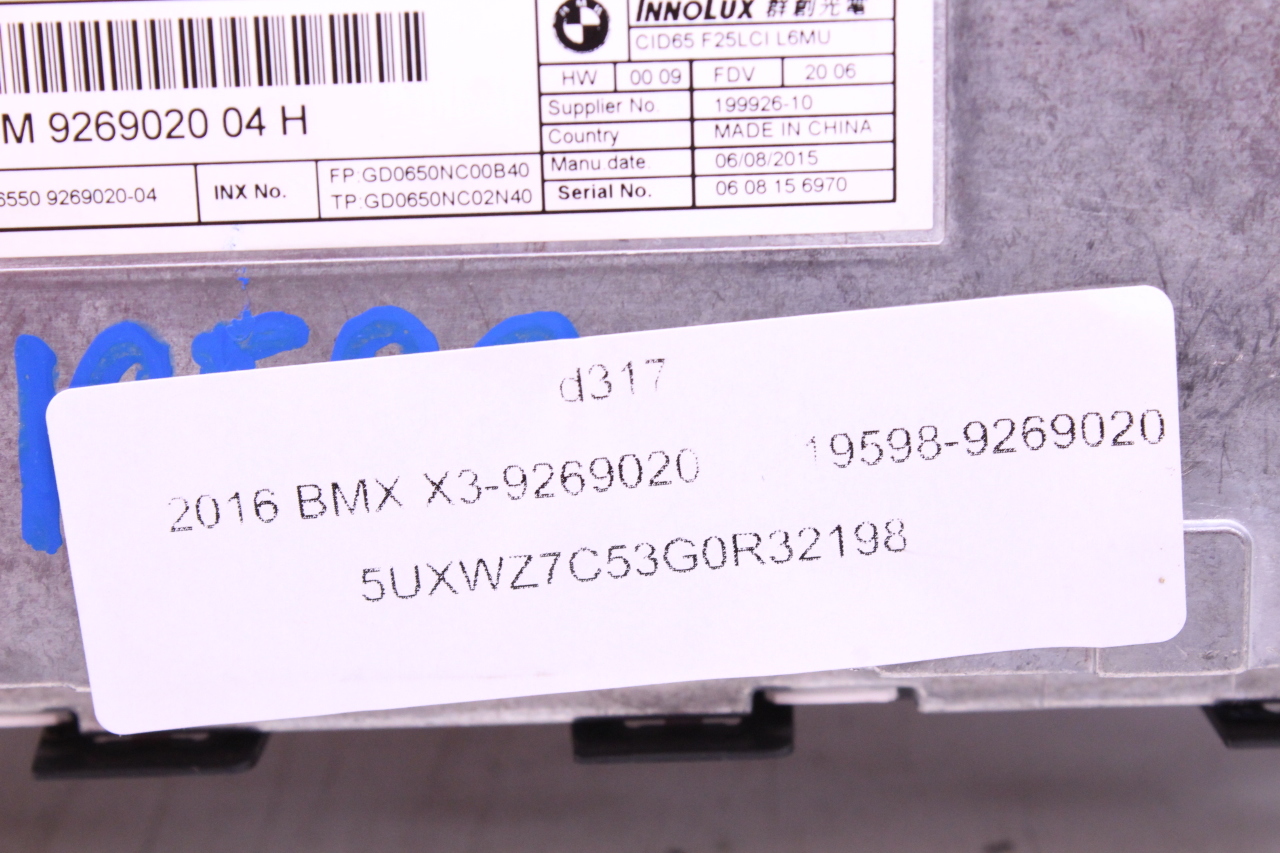 INNOLUX 群創光電
CID65 F25LCI L6MU
HW 00 09 FDV 20 06
M 9269020 04 H
Supplier No. 199926-10
Country MADE IN CHINA
Manu date. 06/08/2015
Serial No. 06 08 15 6970
6550 9269020-04 INX No. FP:GD0650NC00B40
TP:GD0650NC02N40
d317
2016 BMX X3-9269020 19598-9269020
5UXWZ7C53G0R32198